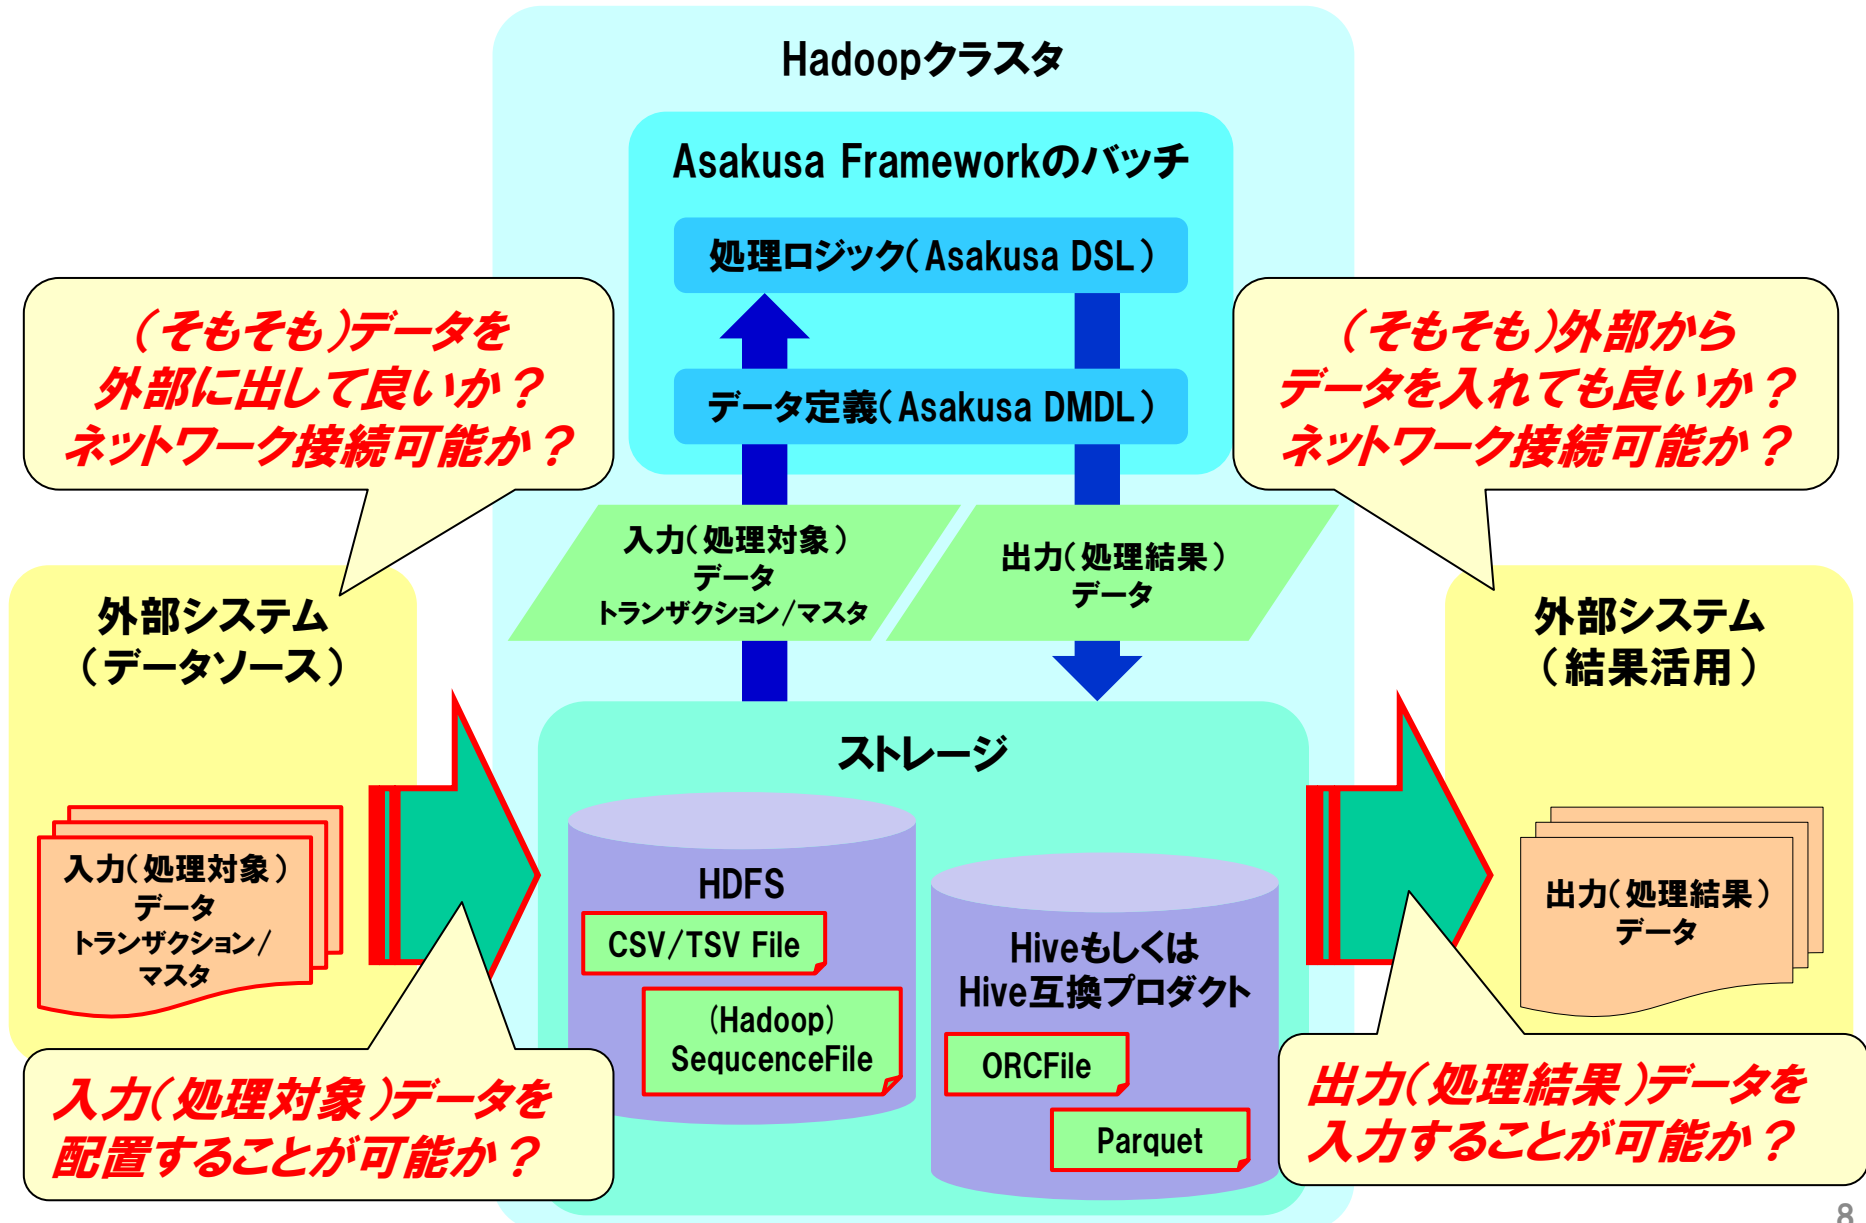 Hadoopクラスタ
Asakusa Frameworkのバッチ
処理ロジック(Asakusa DSL)
データ定義(Asakusa DMDL)
(そもそも)データを
外部に出して良いか？
ネットワーク接続可能か？
(そもそも)外部から
データを入れても良いか？
ネットワーク接続可能か？
入力(処理対象)
データ
トランザクション/マスタ
出力(処理結果)
データ
外部システム
(データソース)
外部システム
(結果活用)
ストレージ
入力(処理対象)
データ
トランザクション/
マスタ
HDFS
CSV/TSV File
(Hadoop)
SequcenceFile
Hiveもしくは
Hive互換プロダクト
ORCFile
Parquet
出力(処理結果)
データ
入力(処理対象)データを
配置することが可能か？
出力(処理結果)データを
入力することが可能か？
8